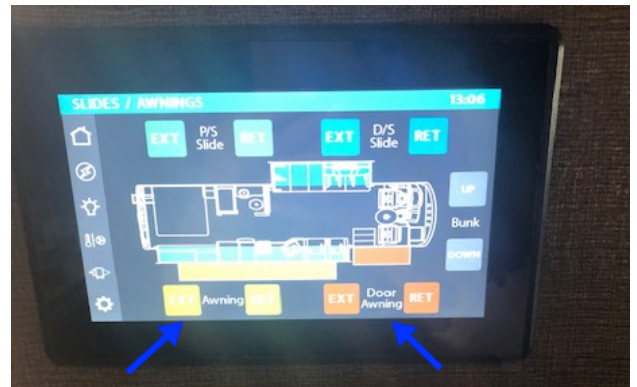 SLIDES / AWNINGS 13:06
EXT P/S Slide RET EXT D/S Slide RET
UP
Bunk
DOWN
EXT Awning RET EXT Door Awning RET